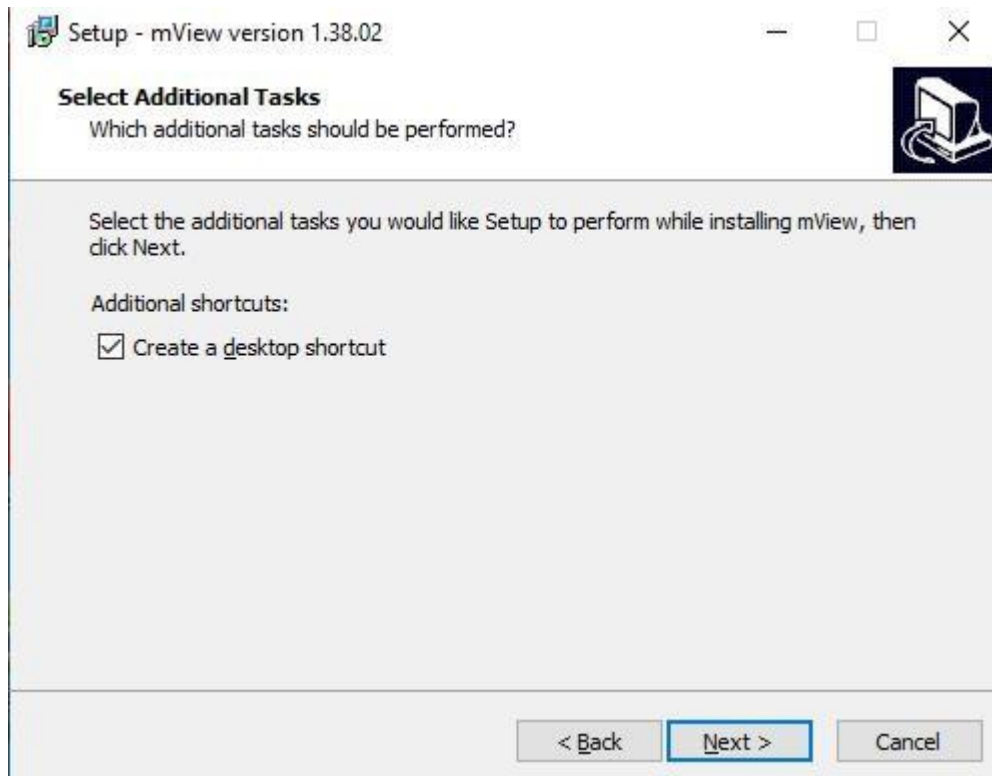 Setup - mView version 1.38.02
Select Additional Tasks
Which additional tasks should be performed?
Select the additional tasks you would like Setup to perform while installing mView, then
click Next.
Additional shortcuts:
Create a desktop shortcut
< Back
Next >
Cancel